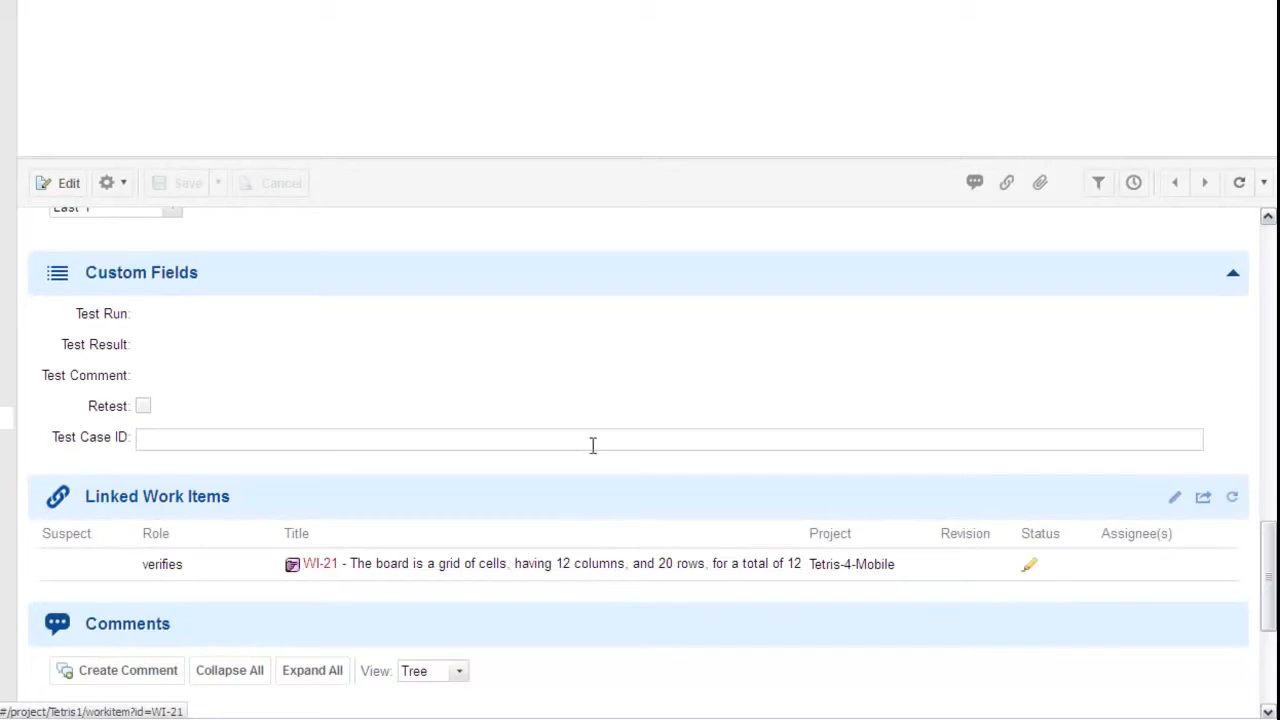 Edit Save Cancel
Last 1
Custom Fields
Test Run:
Test Result:
Test Comment:
Retest:
Test Case ID:
Linked Work Items
Suspect Role Title Project Revision Status Assignee(s)
verifies WI-21 - The board is a grid of cells, having 12 columns, and 20 rows, for a total of 12 Tetris-4-Mobile
Comments
Create Comment Collapse All Expand All View: Tree
#/project/Tetris1/workitem?id=WI-21